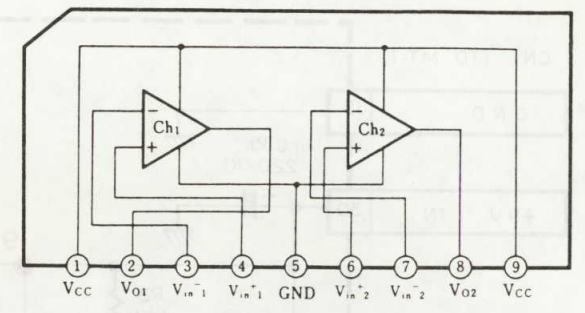 − Ch₁ +
− Ch₂ +
① ② ③ ④ ⑤ ⑥ ⑦ ⑧ ⑨
VCC VO1 Vin⁻1 Vin⁺1 GND Vin⁺2 Vin⁻2 VO2 VCC